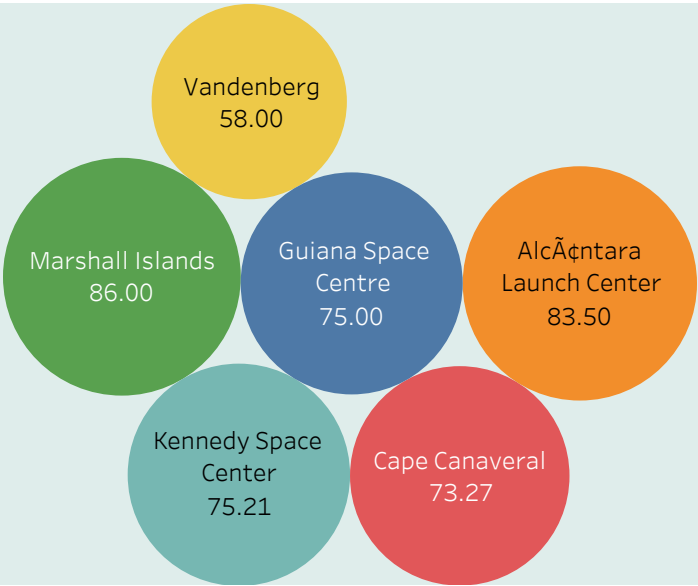 Vandenberg
58.00
Marshall Islands
86.00
Guiana Space
Centre
75.00
AlcÃ¢ntara
Launch Center
83.50
Kennedy Space
Center
75.21
Cape Canaveral
73.27